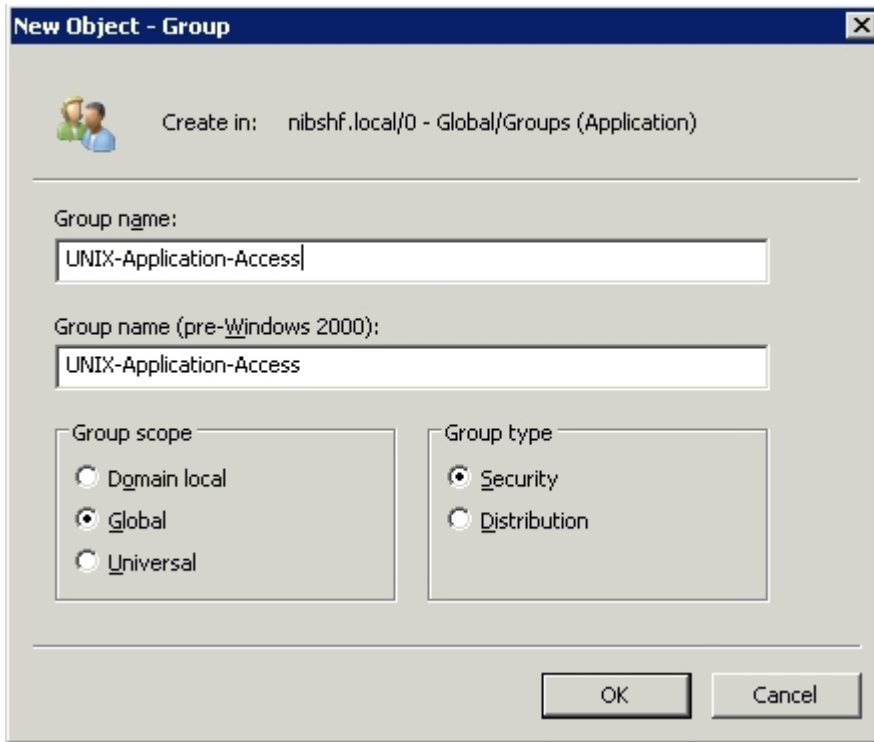 New Object - Group
Create in: nibshf.local/0 - Global/Groups (Application)
Group name:
UNIX-Application-Access
Group name (pre-Windows 2000):
UNIX-Application-Access
Group scope
Domain local
Global
Universal
Group type
Security
Distribution
OK Cancel